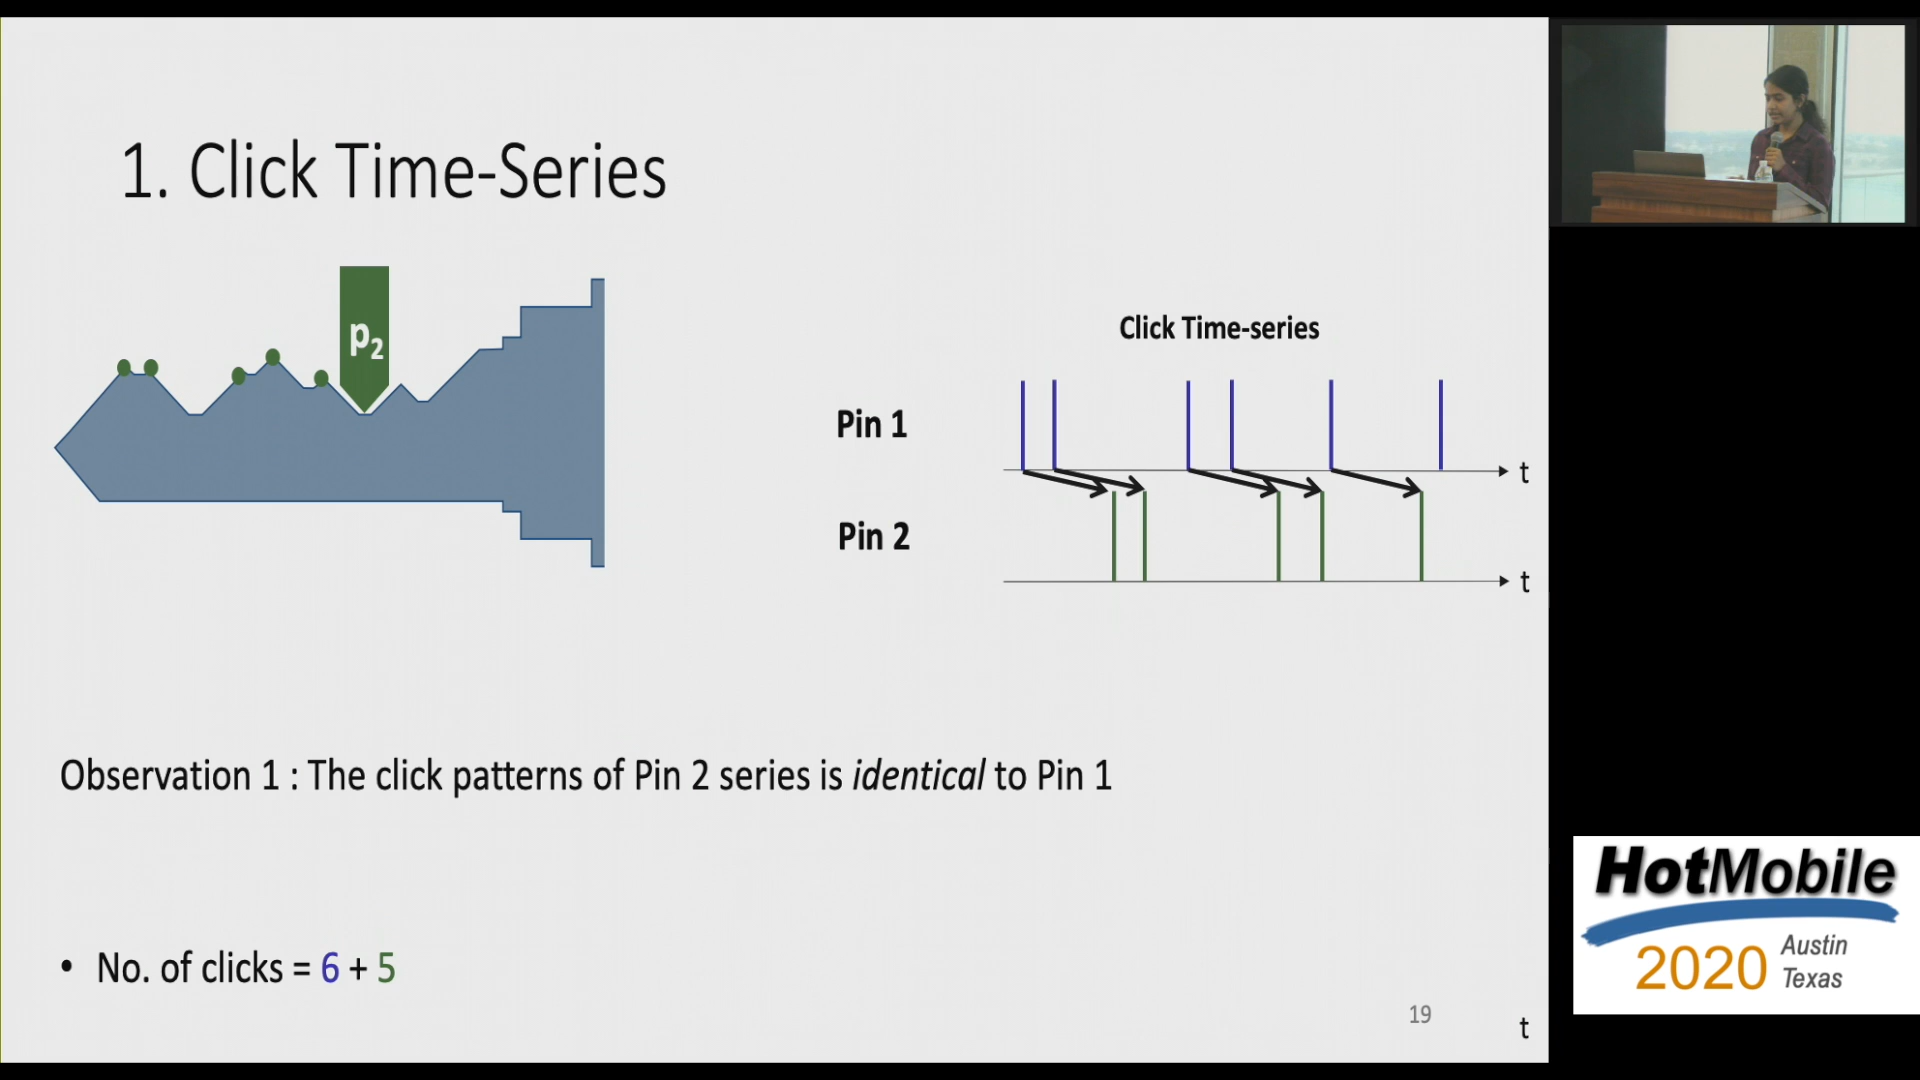 1. Click Time-Series
p2
Click Time-series
Pin 1
t
Pin 2
t
Observation 1 : The click patterns of Pin 2 series is identical to Pin 1
• No. of clicks = 6 + 5
19
t
HotMobile
2020 Austin
Texas